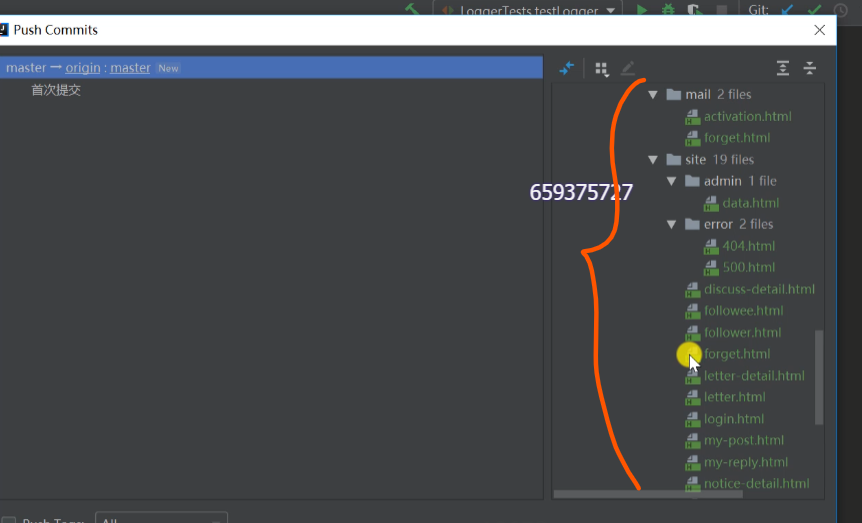 LoggerTests.testLogger
Git:
Push Commits
master → origin : master New
首次提交
mail 2 files
activation.html
forget.html
site 19 files
admin 1 file
data.html
error 2 files
404.html
500.html
discuss-detail.html
followee.html
follower.html
forget.html
letter-detail.html
letter.html
login.html
my-post.html
my-reply.html
notice-detail.html
659375727
Push Tags
All